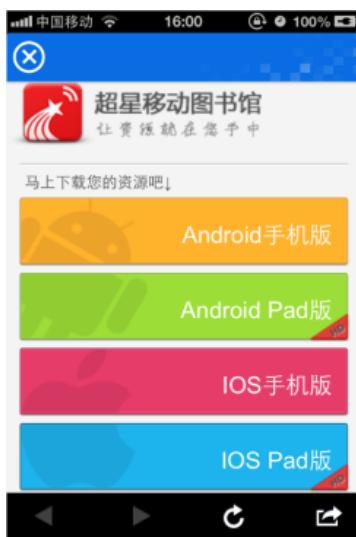 中国移动 16:00 100%
超星移动图书馆
让资源就在您手中
马上下载您的资源吧↓
Android手机版
Android Pad版
HD
IOS手机版
IOS Pad版
HD